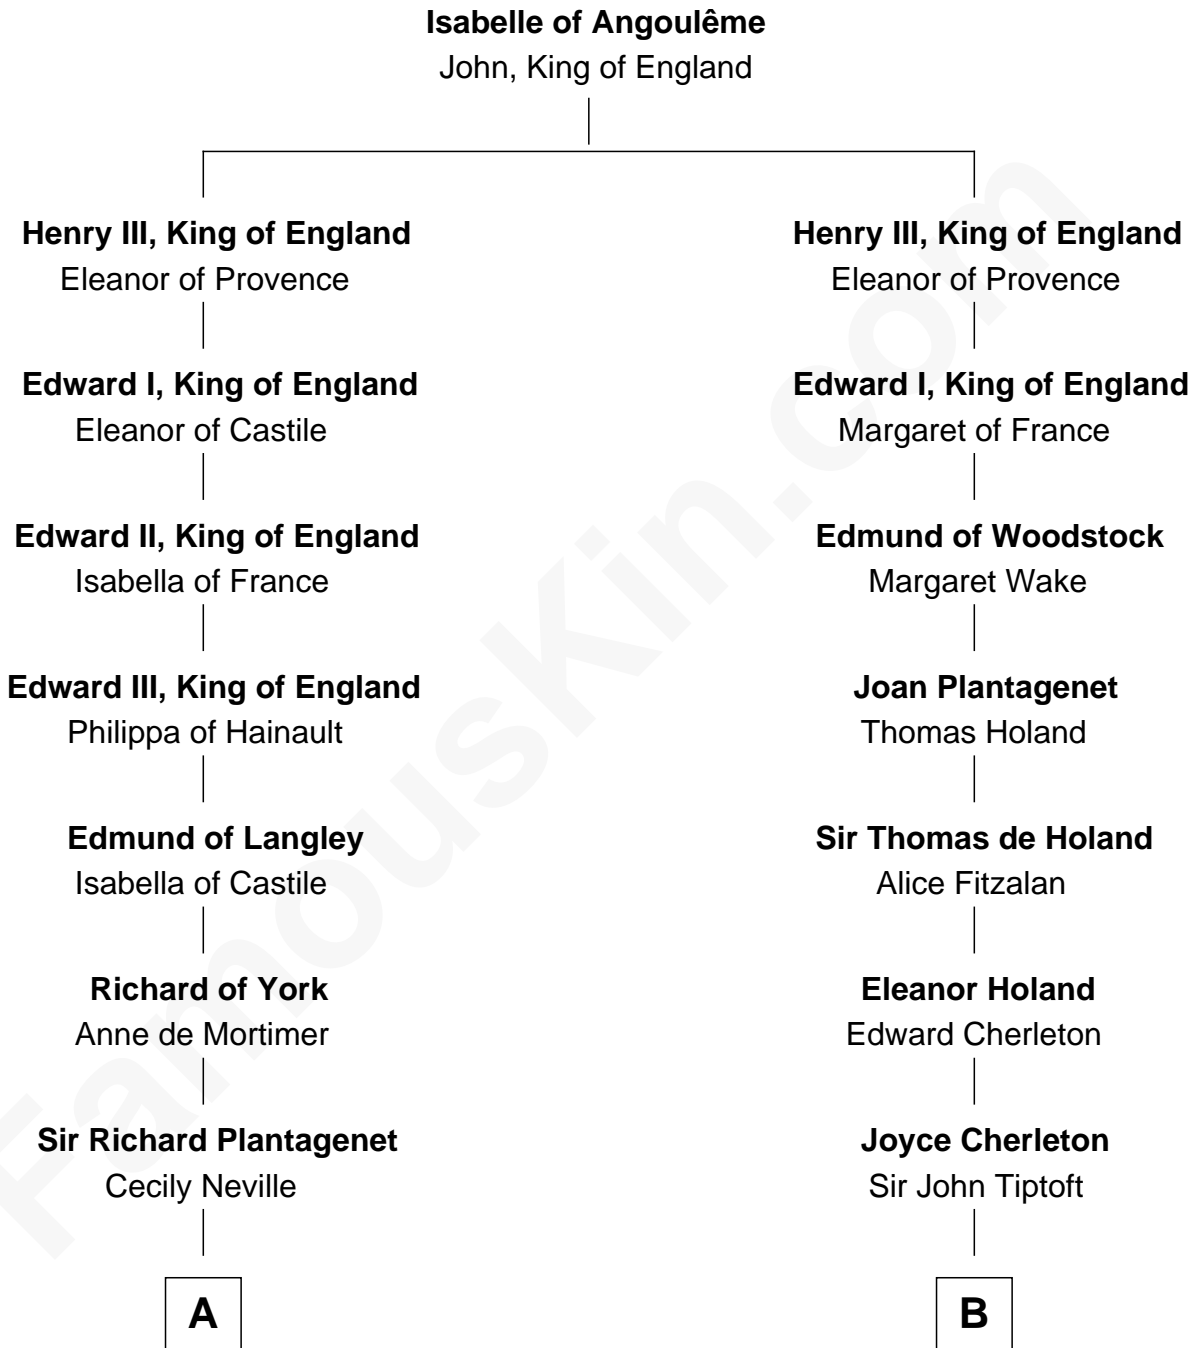 Isabelle of Angoulême
John, King of England
Henry III, King of England
Eleanor of Provence
Edward I, King of England
Eleanor of Castile
Edward II, King of England
Isabella of France
Edward III, King of England
Philippa of Hainault
Edmund of Langley
Isabella of Castile
Richard of York
Anne de Mortimer
Sir Richard Plantagenet
Cecily Neville
A
Henry III, King of England
Eleanor of Provence
Edward I, King of England
Margaret of France
Edmund of Woodstock
Margaret Wake
Joan Plantagenet
Thomas Holand
Sir Thomas de Holand
Alice Fitzalan
Eleanor Holand
Edward Cherleton
Joyce Cherleton
Sir John Tiptoft
B
FamousKin.com